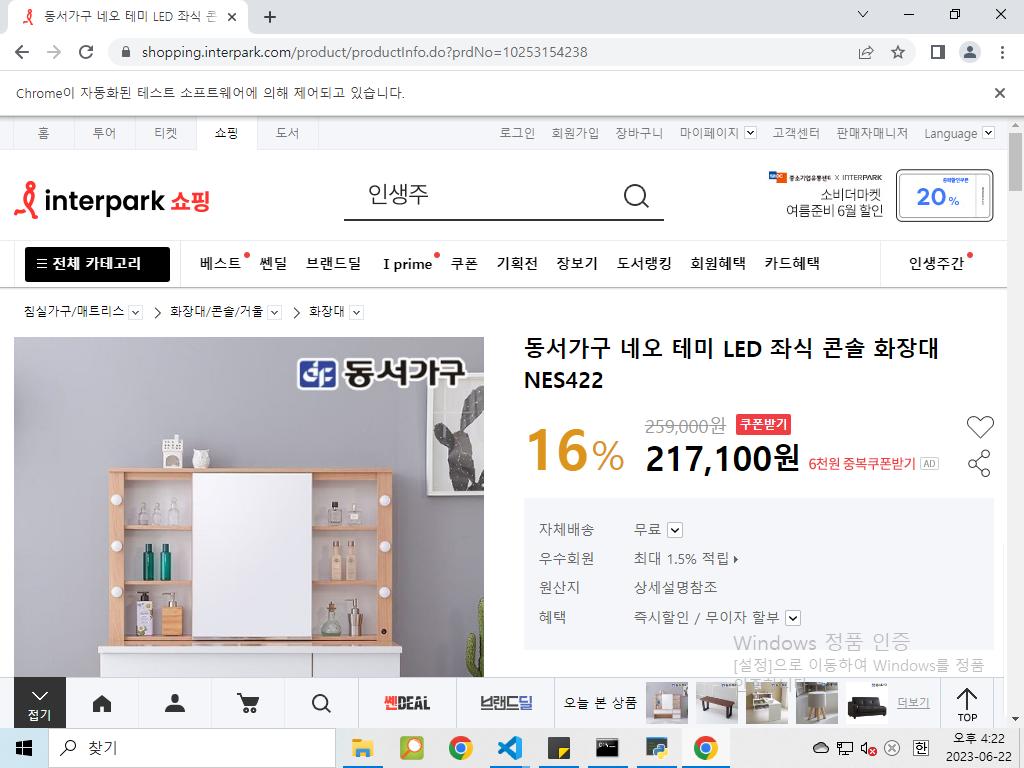 동서가구 네오 테미 LED 좌식 콘
shopping.interpark.com/product/productInfo.do?prdNo=10253154238
Chrome이 자동화된 테스트 소프트웨어에 의해 제어되고 있습니다.
홈 투어 티켓 쇼핑 도서 로그인 회원가입 장바구니 마이페이지 고객센터 판매자매니저 Language
interpark 쇼핑
인생주
중소기업유통센터 X INTERPARK
소비더마켓
여름준비 6월 할인
중복할인쿠폰
20%
전체 카테고리 베스트 쎈딜 브랜드딜 I prime 쿠폰 기획전 장보기 도서랭킹 회원혜택 카드혜택 인생주간
침실가구/매트리스 화장대/콘솔/거울 화장대
동서가구
동서가구 네오 테미 LED 좌식 콘솔 화장대
NES422
16%
259,000원 쿠폰받기
217,100원 6천원 중복쿠폰받기 AD
자체배송 무료
우수회원 최대 1.5% 적립
원산지 상세설명참조
혜택 즉시할인 / 무이자 할부
Windows 정품 인증
[설정]으로 이동하여 Windows를 정품
인증합니다.
접기
쎈DEAL
브랜드딜
오늘 본 상품
더보기
TOP
찾기
한
오후 4:22
2023-06-22